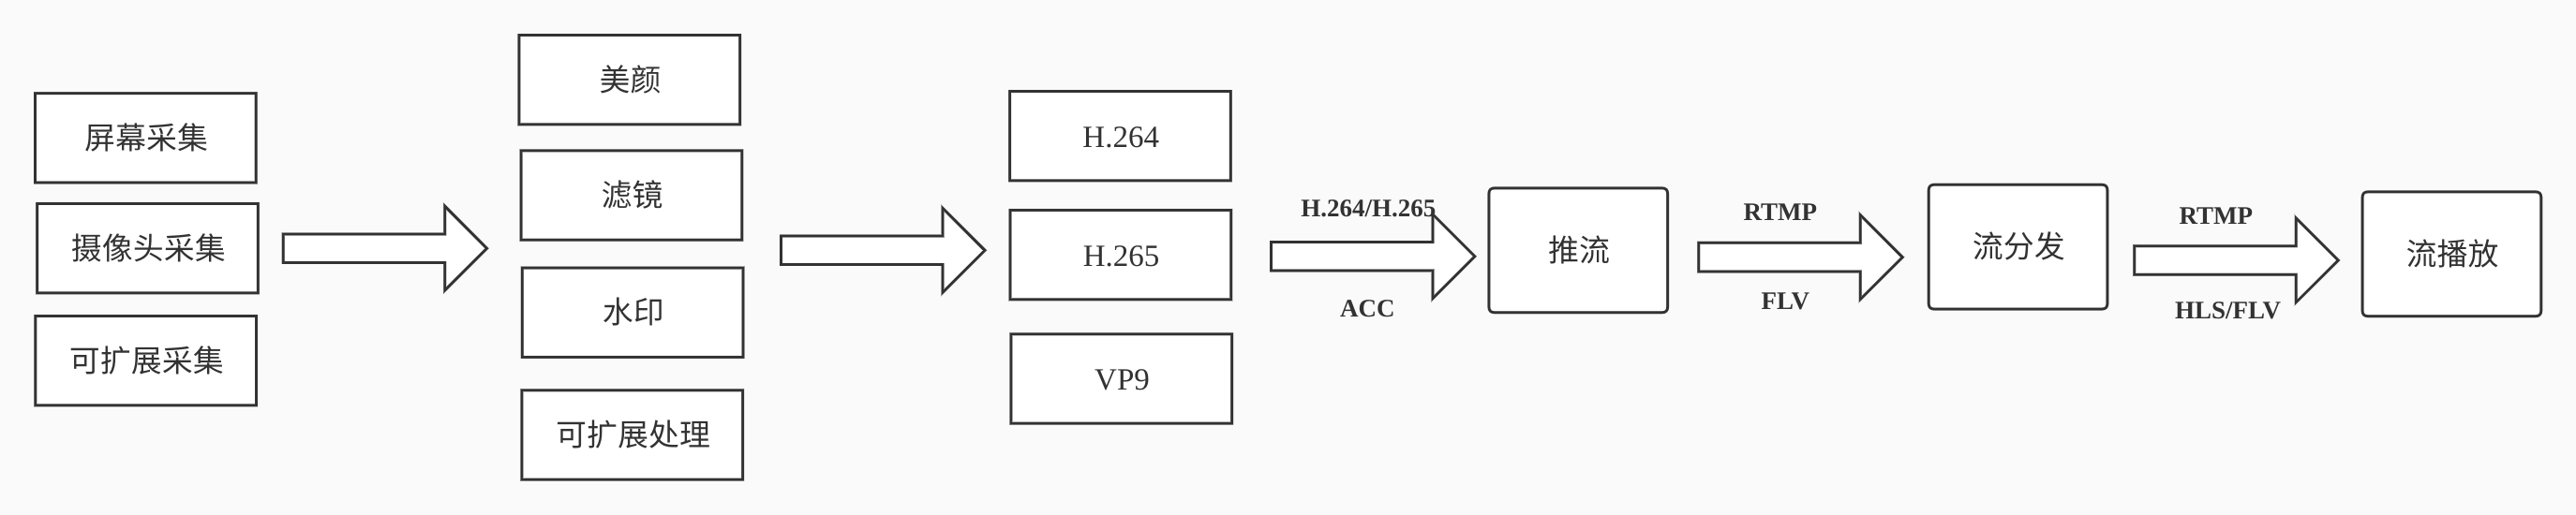 屏幕采集
摄像头采集
可扩展采集
美颜
滤镜
水印
可扩展处理
H.264
H.265
VP9
H.264/H.265
ACC
推流
RTMP
FLV
流分发
RTMP
HLS/FLV
流播放